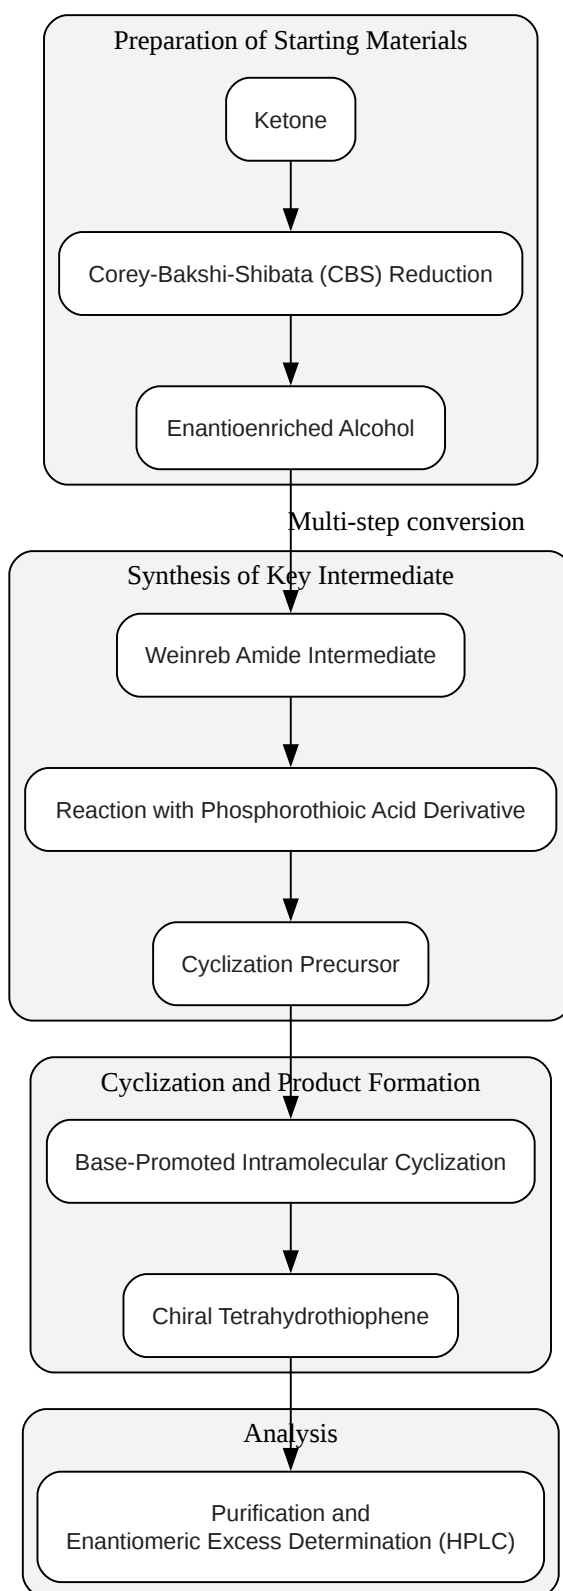 Preparation of Starting Materials
Ketone
Corey-Bakshi-Shibata (CBS) Reduction
Enantioenriched Alcohol
Multi-step conversion
Synthesis of Key Intermediate
Weinreb Amide Intermediate
Reaction with Phosphorothioic Acid Derivative
Cyclization Precursor
Cyclization and Product Formation
Base-Promoted Intramolecular Cyclization
Chiral Tetrahydrothiophene
Analysis
Purification and
Enantiomeric Excess Determination (HPLC)